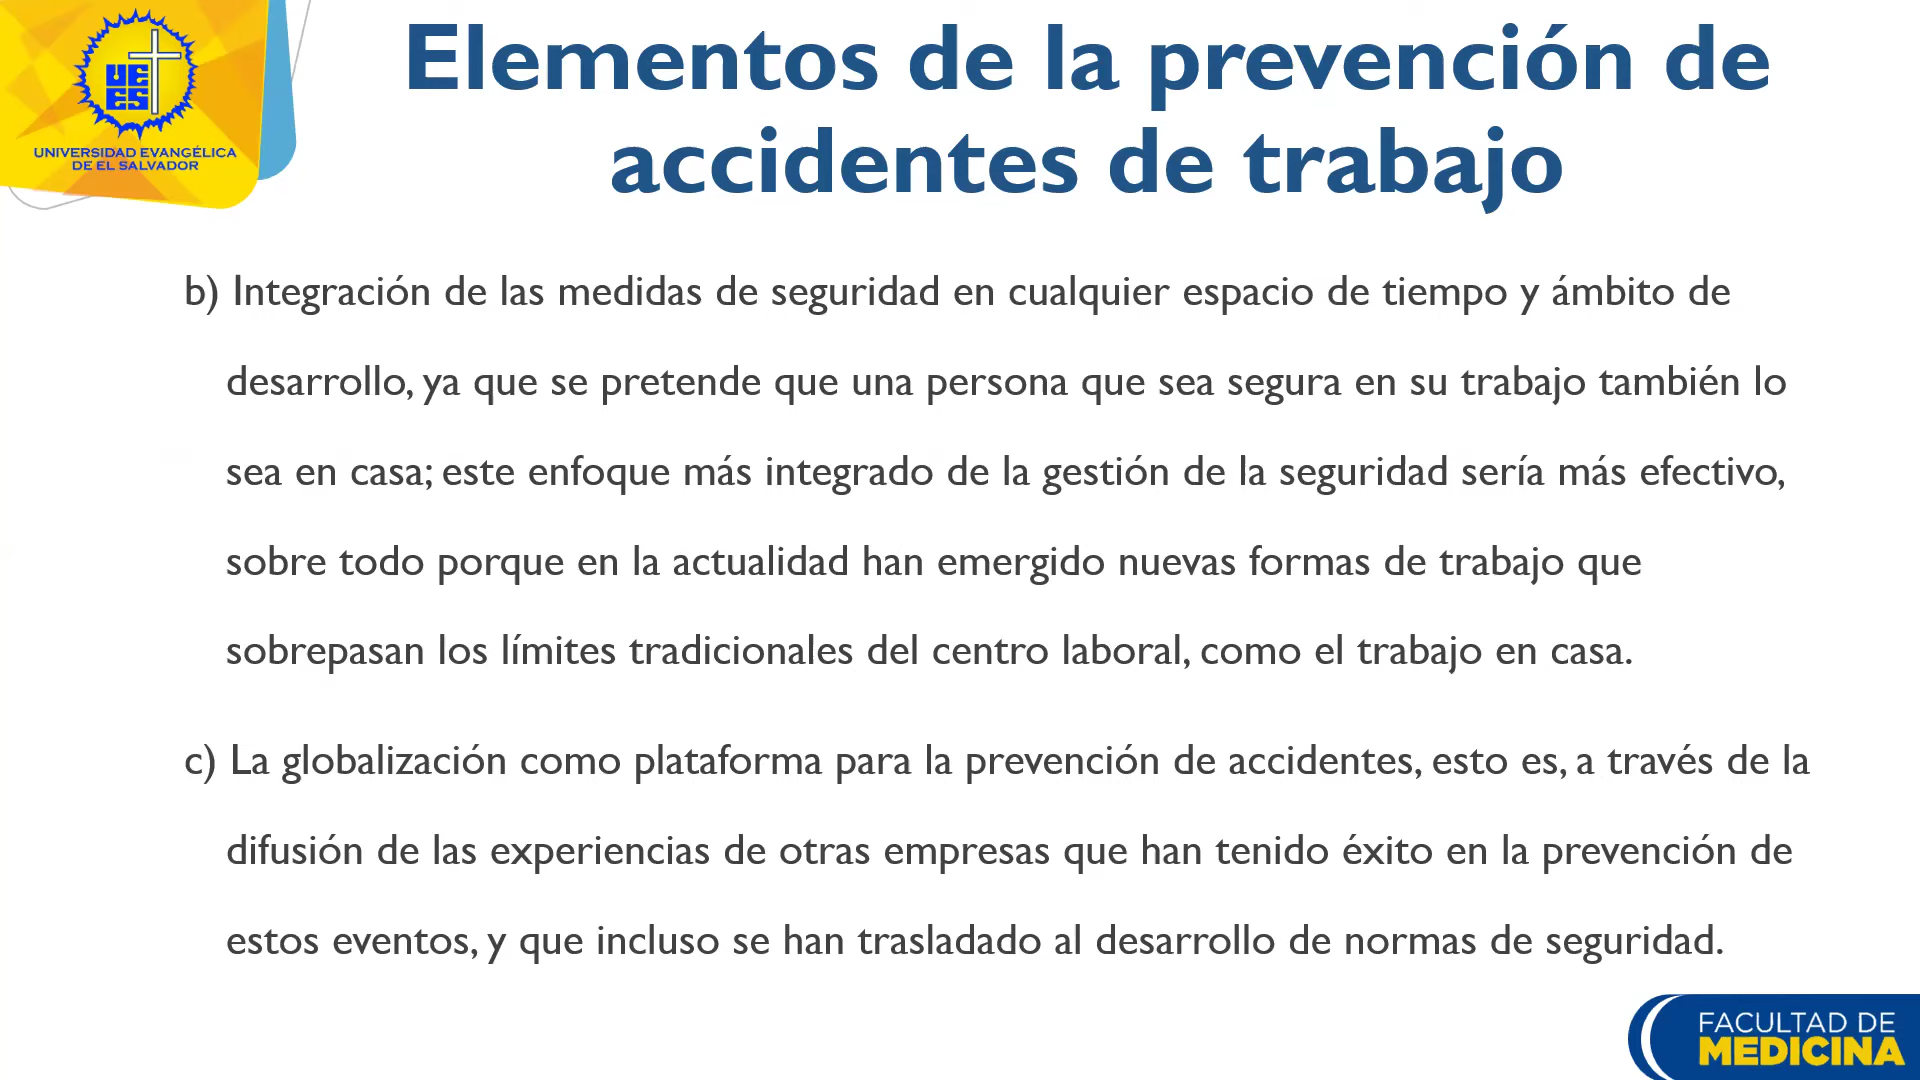 UEES
UNIVERSIDAD EVANGÉLICA
DE EL SALVADOR
Elementos de la prevención de
accidentes de trabajo
b) Integración de las medidas de seguridad en cualquier espacio de tiempo y ámbito de
desarrollo, ya que se pretende que una persona que sea segura en su trabajo también lo
sea en casa; este enfoque más integrado de la gestión de la seguridad sería más efectivo,
sobre todo porque en la actualidad han emergido nuevas formas de trabajo que
sobrepasan los límites tradicionales del centro laboral, como el trabajo en casa.
c) La globalización como plataforma para la prevención de accidentes, esto es, a través de la
difusión de las experiencias de otras empresas que han tenido éxito en la prevención de
estos eventos, y que incluso se han trasladado al desarrollo de normas de seguridad.
FACULTAD DE
MEDICINA